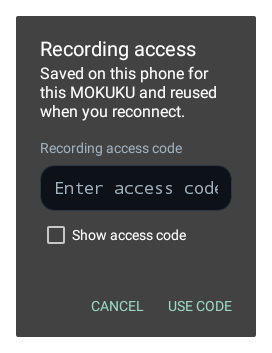 Recording access
Saved on this phone for
this MOKUKU and reused
when you reconnect.
Recording access code
Enter access code
Show access code
CANCEL USE CODE